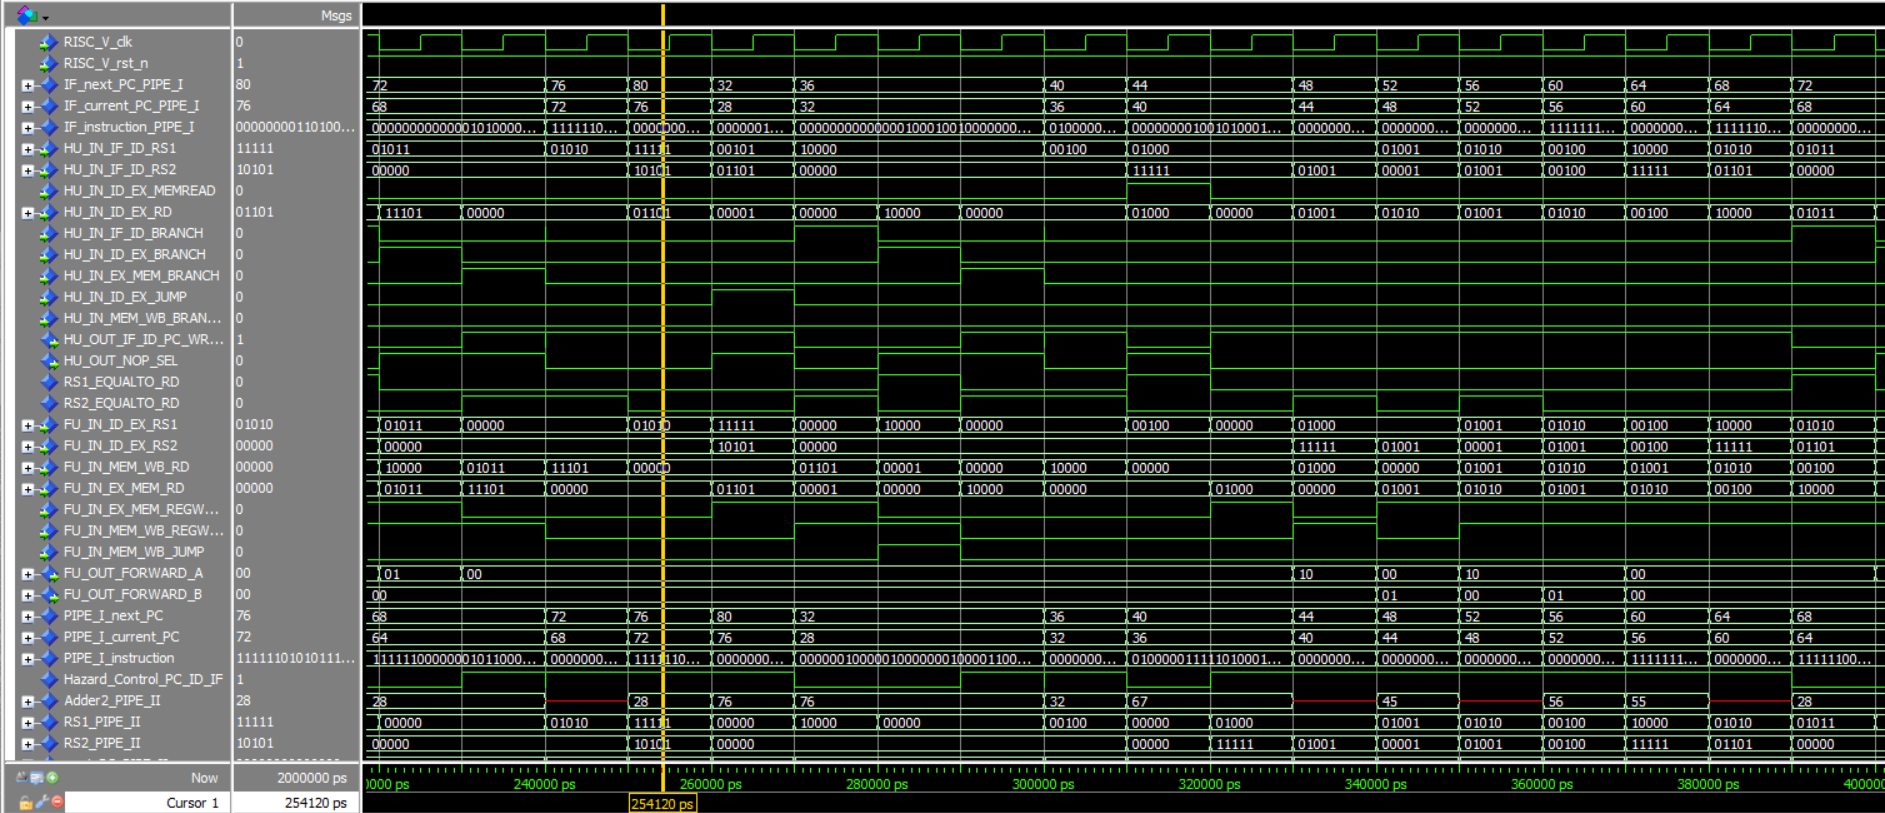 Msgs
RISC_V_clk 0
RISC_V_rst_n 1
IF_next_PC_PIPE_I 80 72 76 80 32 36 40 44 48 52 56 60 64 68 72
IF_current_PC_PIPE_I 76 68 72 76 28 32 36 40 44 48 52 56 60 64 68
IF_instruction_PIPE_I 00000000110100... 0000000000001010000... 1111110... 0000000... 0000001... 0100000... 0000000... 0000000... 0000000... 1111111... 0000000... 1111110... 00000000...
HU_IN_IF_ID_RS1 11111 01011 01010 11111 00101 10000 00100 01000 01001 01010 00100 10000 01010 01011
HU_IN_IF_ID_RS2 10101 00000 10101 01101 00000 11111 01001 00001 01001 00100 11111 01101 00000
HU_IN_ID_EX_MEMREAD 0
HU_IN_ID_EX_RD 01101 11101 00000 01101 00001 00000 10000 00000 01000 00000 01001 01010 01001 01010 00100 10000 01011
HU_IN_IF_ID_BRANCH 0
HU_IN_ID_EX_BRANCH 0
HU_IN_EX_MEM_BRANCH 0
HU_IN_ID_EX_JUMP 0
HU_IN_MEM_WB_BRAN... 0
HU_OUT_IF_ID_PC_WR... 1
HU_OUT_NOP_SEL 0
RS1_EQUALTO_RD 0
RS2_EQUALTO_RD 0
FU_IN_ID_EX_RS1 01010 01011 00000 01010 11111 00000 10000 00000 00100 00000 01000 01001 01010 00100 10000 01010
FU_IN_ID_EX_RS2 00000 00000 10101 00000 11111 01001 00001 01001 00100 11111 01101
FU_IN_MEM_WB_RD 00000 10000 01011 11101 00000 01101 00001 00000 10000 00000 01000 00000 01001 01010 01001 01010 00100
FU_IN_EX_MEM_RD 00000 01011 11101 00000 01101 00001 00000 10000 00000 01000 00000 01001 01010 01001 01010 00100 10000
FU_IN_EX_MEM_REGW... 0
FU_IN_MEM_WB_REGW... 0
FU_IN_MEM_WB_JUMP 0
FU_OUT_FORWARD_A 00 01 00 10 00 10 00
FU_OUT_FORWARD_B 00 00 01 00 01 00
PIPE_I_next_PC 76 68 72 76 80 32 36 40 44 48 52 56 60 64 68
PIPE_I_current_PC 72 64 68 72 76 28 32 36 40 44 48 52 56 60 64
PIPE_I_instruction 11111101010111... 1111110000001011000... 0000000... 1111110... 0000000... 0000000... 0000000... 0000000... 0000000... 0000000... 1111111... 0000000... 11111100...
Hazard_Control_PC_ID_IF 1
Adder2_PIPE_II 28 28 28 76 76 32 67 45 56 55 28
RS1_PIPE_II 11111 00000 01010 11111 00000 10000 00000 00100 00000 01000 01001 01010 00100 10000 01010 01011
RS2_PIPE_II 10101 00000 10101 00000 00000 11111 01001 00001 01001 00100 11111 01101 00000
Now 2000000 ps 0000 ps 240000 ps 260000 ps 280000 ps 300000 ps 320000 ps 340000 ps 360000 ps 380000 ps 400000
Cursor 1 254120 ps 254120 ps